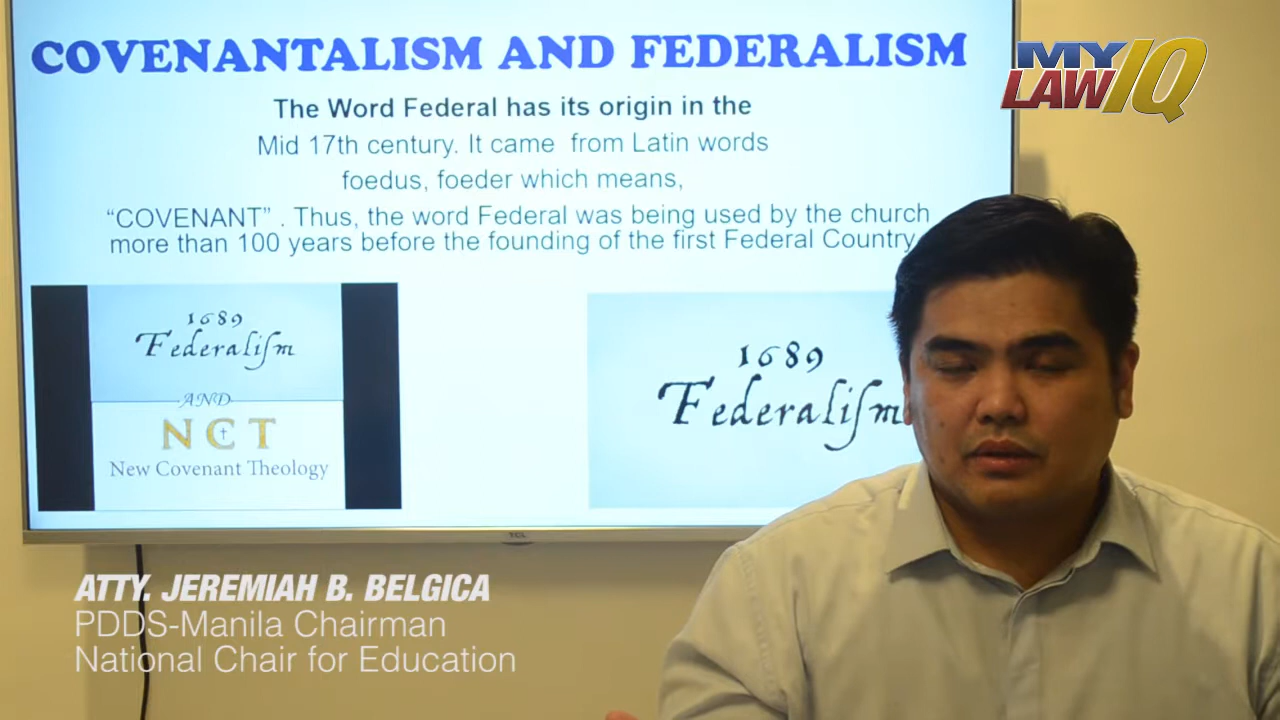 COVENANTALISM AND FEDERALISM
MY
LAW IQ
The Word Federal has its origin in the
Mid 17th century. It came from Latin words
foedus, foeder which means,
“COVENANT” . Thus, the word Federal was being used by the church
more than 100 years before the founding of the first Federal Country
1689
Federaliſm
AND
NCT
New Covenant Theology
1689
Federaliſm
TCL
ATTY. JEREMIAH B. BELGICA
PDDS-Manila Chairman
National Chair for Education